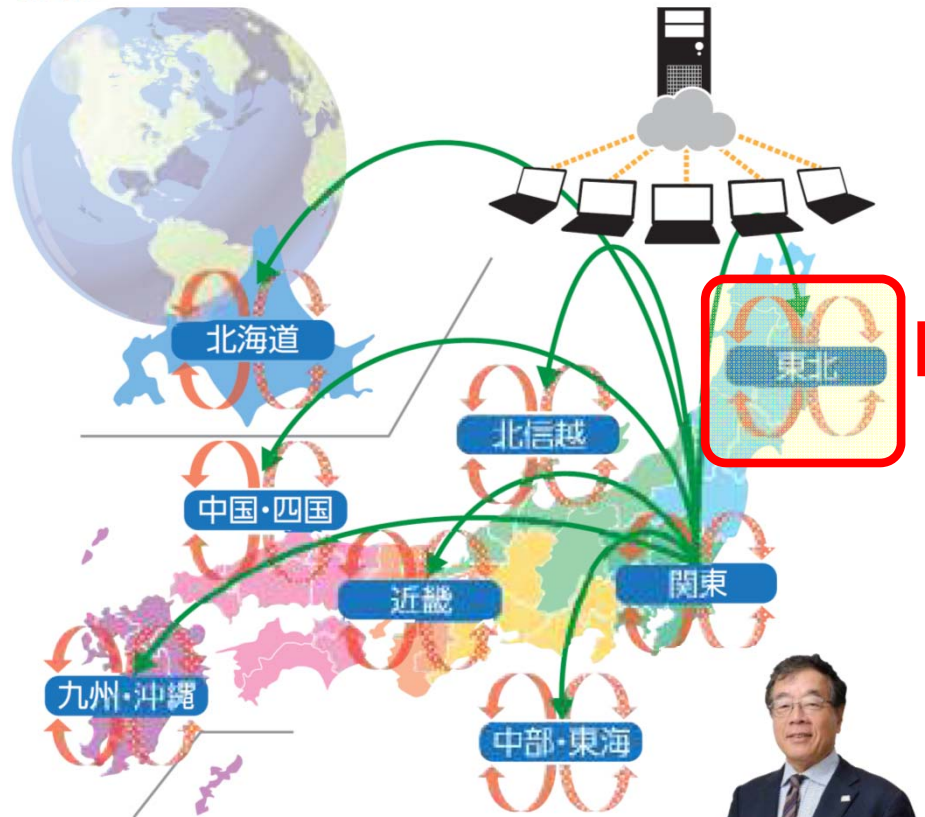 北海道
東北
北信越
中国・四国
近畿
関東
九州・沖縄
中部・東海